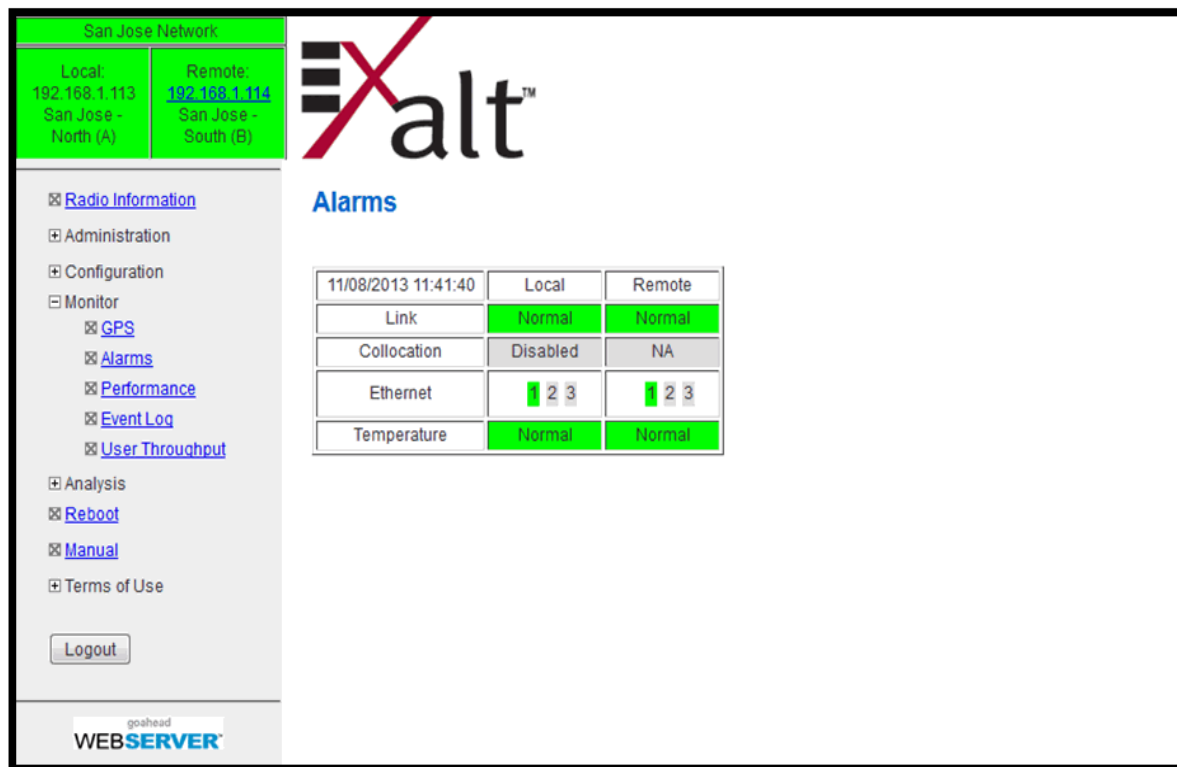 San Jose Network
Local:
192.168.1.113
San Jose -
North (A)
Remote:
192.168.1.114
San Jose -
South (B)
EXalt™
Radio Information
Administration
Configuration
Monitor
GPS
Alarms
Performance
Event Log
User Throughput
Analysis
Reboot
Manual
Terms of Use
Logout
goahead
WEBSERVER™
Alarms
11/08/2013 11:41:40 Local Remote
Link Normal Normal
Collocation Disabled NA
Ethernet 1 2 3 1 2 3
Temperature Normal Normal